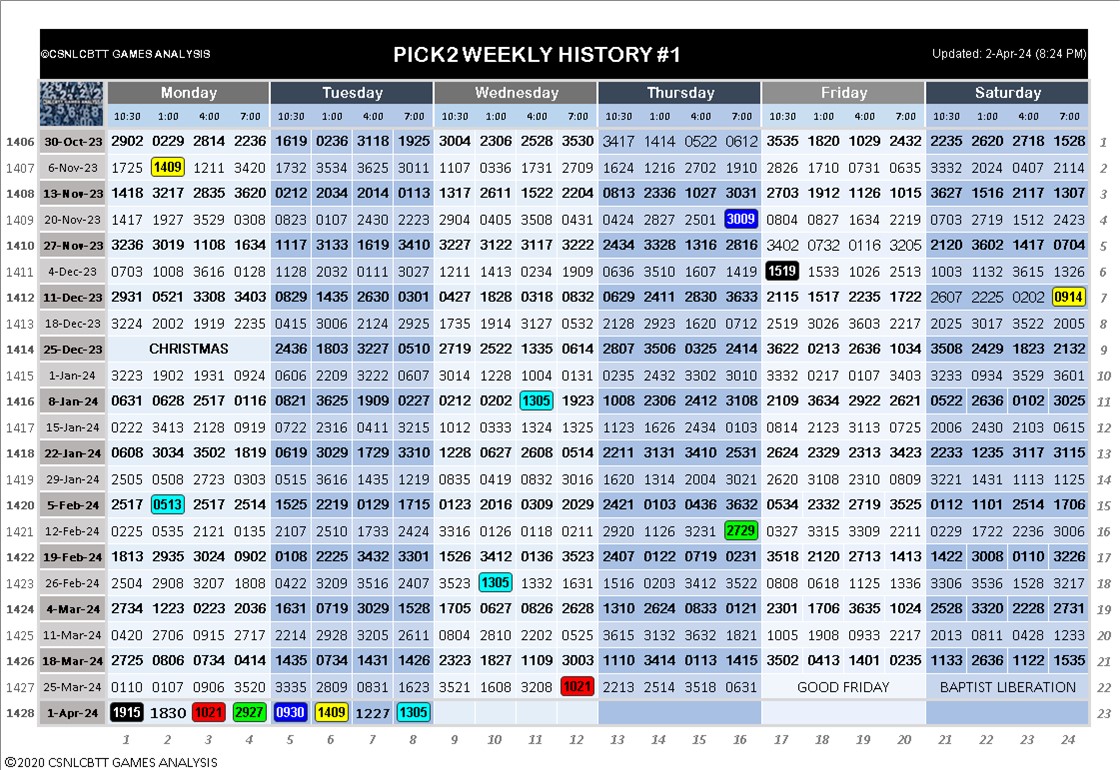 ©CSNLCBTT GAMES ANALYSIS PICK2 WEEKLY HISTORY #1 Updated: 2-Apr-24 (8:24 PM)
Monday Tuesday Wednesday Thursday Friday Saturday
10:30 1:00 4:00 7:00 10:30 1:00 4:00 8:00 10:30 1:00 4:00 7:00 10:30 1:00 4:00 7:00 10:30 1:00 4:00 7:00 10:30 1:00 4:00 7:00
1406 30-Oct-23 2902 0229 2814 2236 1619 0236 3118 1925 3004 2306 2528 3530 3417 1414 0522 0612 3535 1820 1029 2432 2235 2620 2718 1528 1
1407 6-Nov-23 1725 1409 1211 3420 1732 3534 3625 3011 1107 0336 1731 2709 1624 1216 2702 1910 2826 1710 0731 0635 3332 2024 0407 2114 2
1408 13-Nov-23 1418 3217 2835 3620 0212 2034 2014 0113 1317 2611 1522 2204 0813 2336 1027 3031 2703 1912 1126 1015 3627 1516 2117 1307 3
1409 20-Nov-23 1417 1927 3529 0308 0823 0107 2430 2223 2904 0405 3508 0431 0424 2827 2501 3009 0804 0827 1634 2219 0703 2719 1512 2423 4
1410 27-Nov-23 3236 3019 1108 1634 1117 3133 1619 3410 3227 3122 3117 3222 2434 3328 1316 2816 3402 0732 0116 3205 2120 3602 1417 0704 5
1411 4-Dec-23 0703 1008 3616 0128 1128 2032 0111 3027 1211 1413 0234 1909 0636 3510 1607 1419 1519 1533 1026 2513 1003 1132 3615 1326 6
1412 11-Dec-23 2931 0521 3308 3403 0829 1435 2630 0301 0427 1828 0318 0832 0629 2411 2830 3633 2115 1517 2235 1722 2607 2225 0202 0914 7
1413 18-Dec-23 3224 2002 1919 2235 0415 3006 2124 2925 1735 1914 3127 0532 2128 2923 1620 0712 2519 3026 3603 2217 2025 3017 3522 2005 8
1414 25-Dec-23 CHRISTMAS 2436 1803 3227 0510 2719 2522 1335 0614 2807 3506 0325 2414 3622 0213 2636 1034 3508 2429 1823 2132 9
1415 1-Jan-24 3223 1902 1931 0924 0606 2209 3222 0607 3014 1228 1004 0131 0235 2432 3302 3010 3332 0217 0107 3403 3233 0934 3529 3601 10
1416 8-Jan-24 0631 0628 2517 0116 0821 3625 1909 0227 0212 0202 1305 1923 1008 2306 2412 3108 2109 3634 2922 2621 0522 2636 0102 3025 11
1417 15-Jan-24 0222 3413 2128 0919 0722 2316 0411 3215 1012 0333 1324 1325 1123 1626 2434 0103 0814 2123 3113 0725 2006 2430 2103 0615 12
1418 22-Jan-24 0608 3034 3502 1819 0619 3029 1729 3310 1228 0627 2608 0514 2211 3131 3410 2531 2624 2329 2313 3423 2233 1235 3117 3115 13
1419 29-Jan-24 2505 0508 2723 0303 0515 3616 1435 1219 0835 0419 0832 3016 1620 1314 2004 3021 2620 3108 2310 0809 3221 1431 1113 1125 14
1420 5-Feb-24 2517 0513 2517 2514 1525 2219 0129 1715 0123 2016 0309 2029 2421 0103 0436 3632 0534 2332 2719 3525 0112 1101 2514 1706 15
1421 12-Feb-24 0225 0535 2121 0135 2107 2510 1733 2424 3316 0126 0118 0211 2920 1126 3231 2729 0327 3315 3309 2211 0229 1722 2236 3006 16
1422 19-Feb-24 1813 2935 3024 0902 0108 2225 3432 3301 1526 3412 0136 3523 2407 0122 0719 0231 3518 2120 2713 1413 1422 3008 0110 3226 17
1423 26-Feb-24 2504 2908 3207 1808 0422 3209 3516 2407 3523 1305 1332 1631 1516 0203 3412 3522 0808 0618 1125 1336 3306 3536 1528 3217 18
1424 4-Mar-24 2734 1223 0223 2036 1631 0719 3029 1528 1705 0627 0826 2628 1310 2624 0833 0121 2301 1706 3635 1024 2528 3320 2228 2731 19
1425 11-Mar-24 0420 2706 0915 2717 2214 2928 3205 2611 0804 2810 2202 0525 3615 3132 3632 1821 1005 1908 0933 2217 2013 0811 0428 1233 20
1426 18-Mar-24 2725 0806 0734 0414 1435 0734 1431 1426 2323 1827 1109 3003 1110 3414 0113 1415 3502 0413 1401 0235 1133 2636 1122 1535 21
1427 25-Mar-24 0110 0107 0906 3520 3335 2809 0831 1623 3521 1608 3208 1021 2213 2514 3518 0631 GOOD FRIDAY BAPTIST LIBERATION 22
1428 1-Apr-24 1915 1830 1021 2927 0930 1409 1227 1305 23
1 2 3 4 5 6 7 8 9 10 11 12 13 14 15 16 17 18 19 20 21 22 23 24
©2020 CSNLCBTT GAMES ANALYSIS